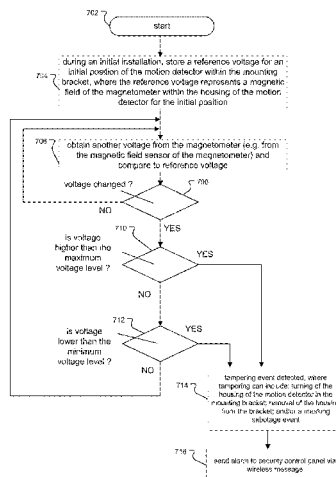 702
start
704
during an initial installation, store a reference voltage for an
initial position of the motion detector within the mounting
bracket, where the reference voltage represents a magnetic
field of the magnetometer within the housing of the motion
detector for the initial position
706
obtain another voltage from the magnetometer (e.g. from
the magnetic field sensor of the magnetometer) and
compare to reference voltage
voltage changed ?
NO
YES
710
is voltage
higher than the
maximum
voltage level ?
YES
NO
712
is voltage
lower than the
minimum
voltage level ?
YES
NO
714
tampering event detected, where
tampering can include: turning of the
housing of the motion detector in the
mounting bracket; removal of the housing
from the bracket; and/or a masking
sabotage event
716
send alarm to security control panel via
wireless message